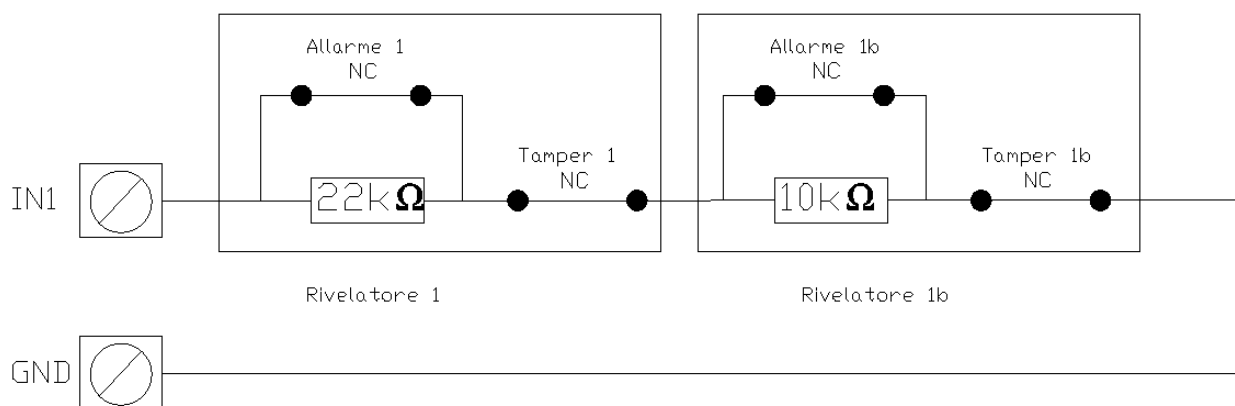 Allarme 1
NC
Allarme 1b
NC
Tamper 1
NC
Tamper 1b
NC
IN1
22kΩ
10kΩ
Rivelatore 1
Rivelatore 1b
GND